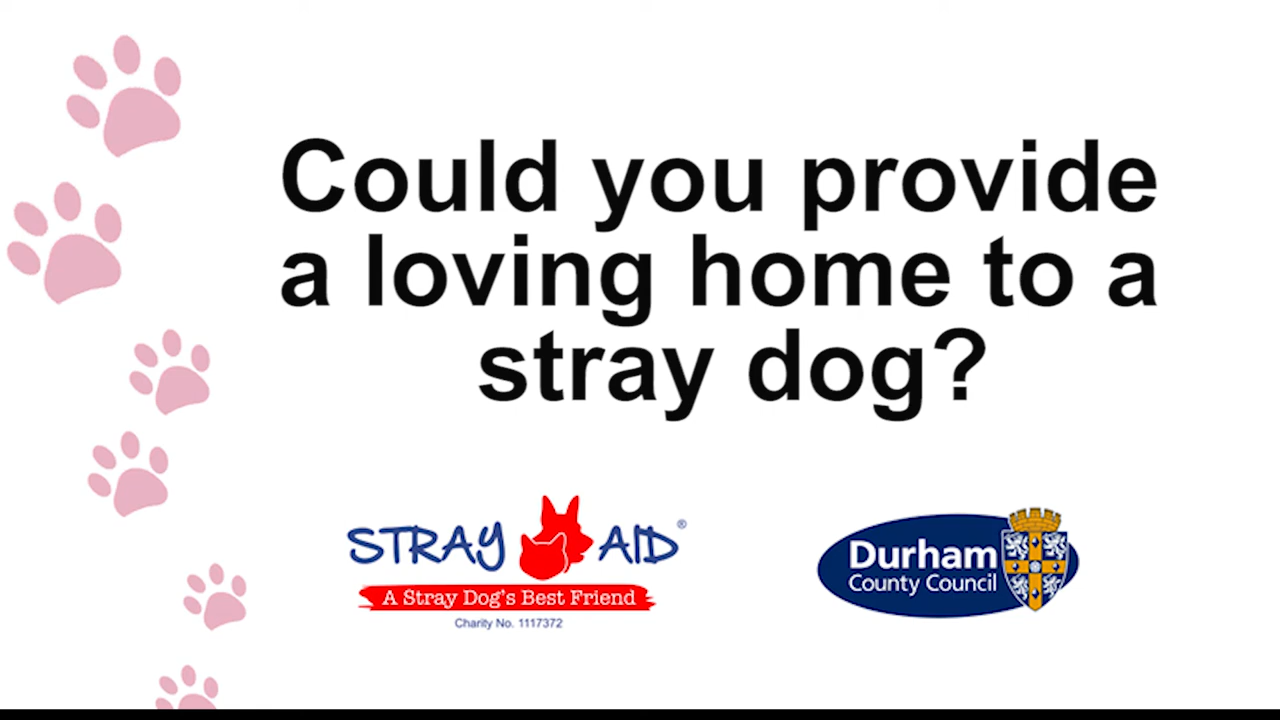 Could you provide
a loving home to a
stray dog?
STRAY AID®
A Stray Dog's Best Friend
Charity No. 1117372
Durham
County Council